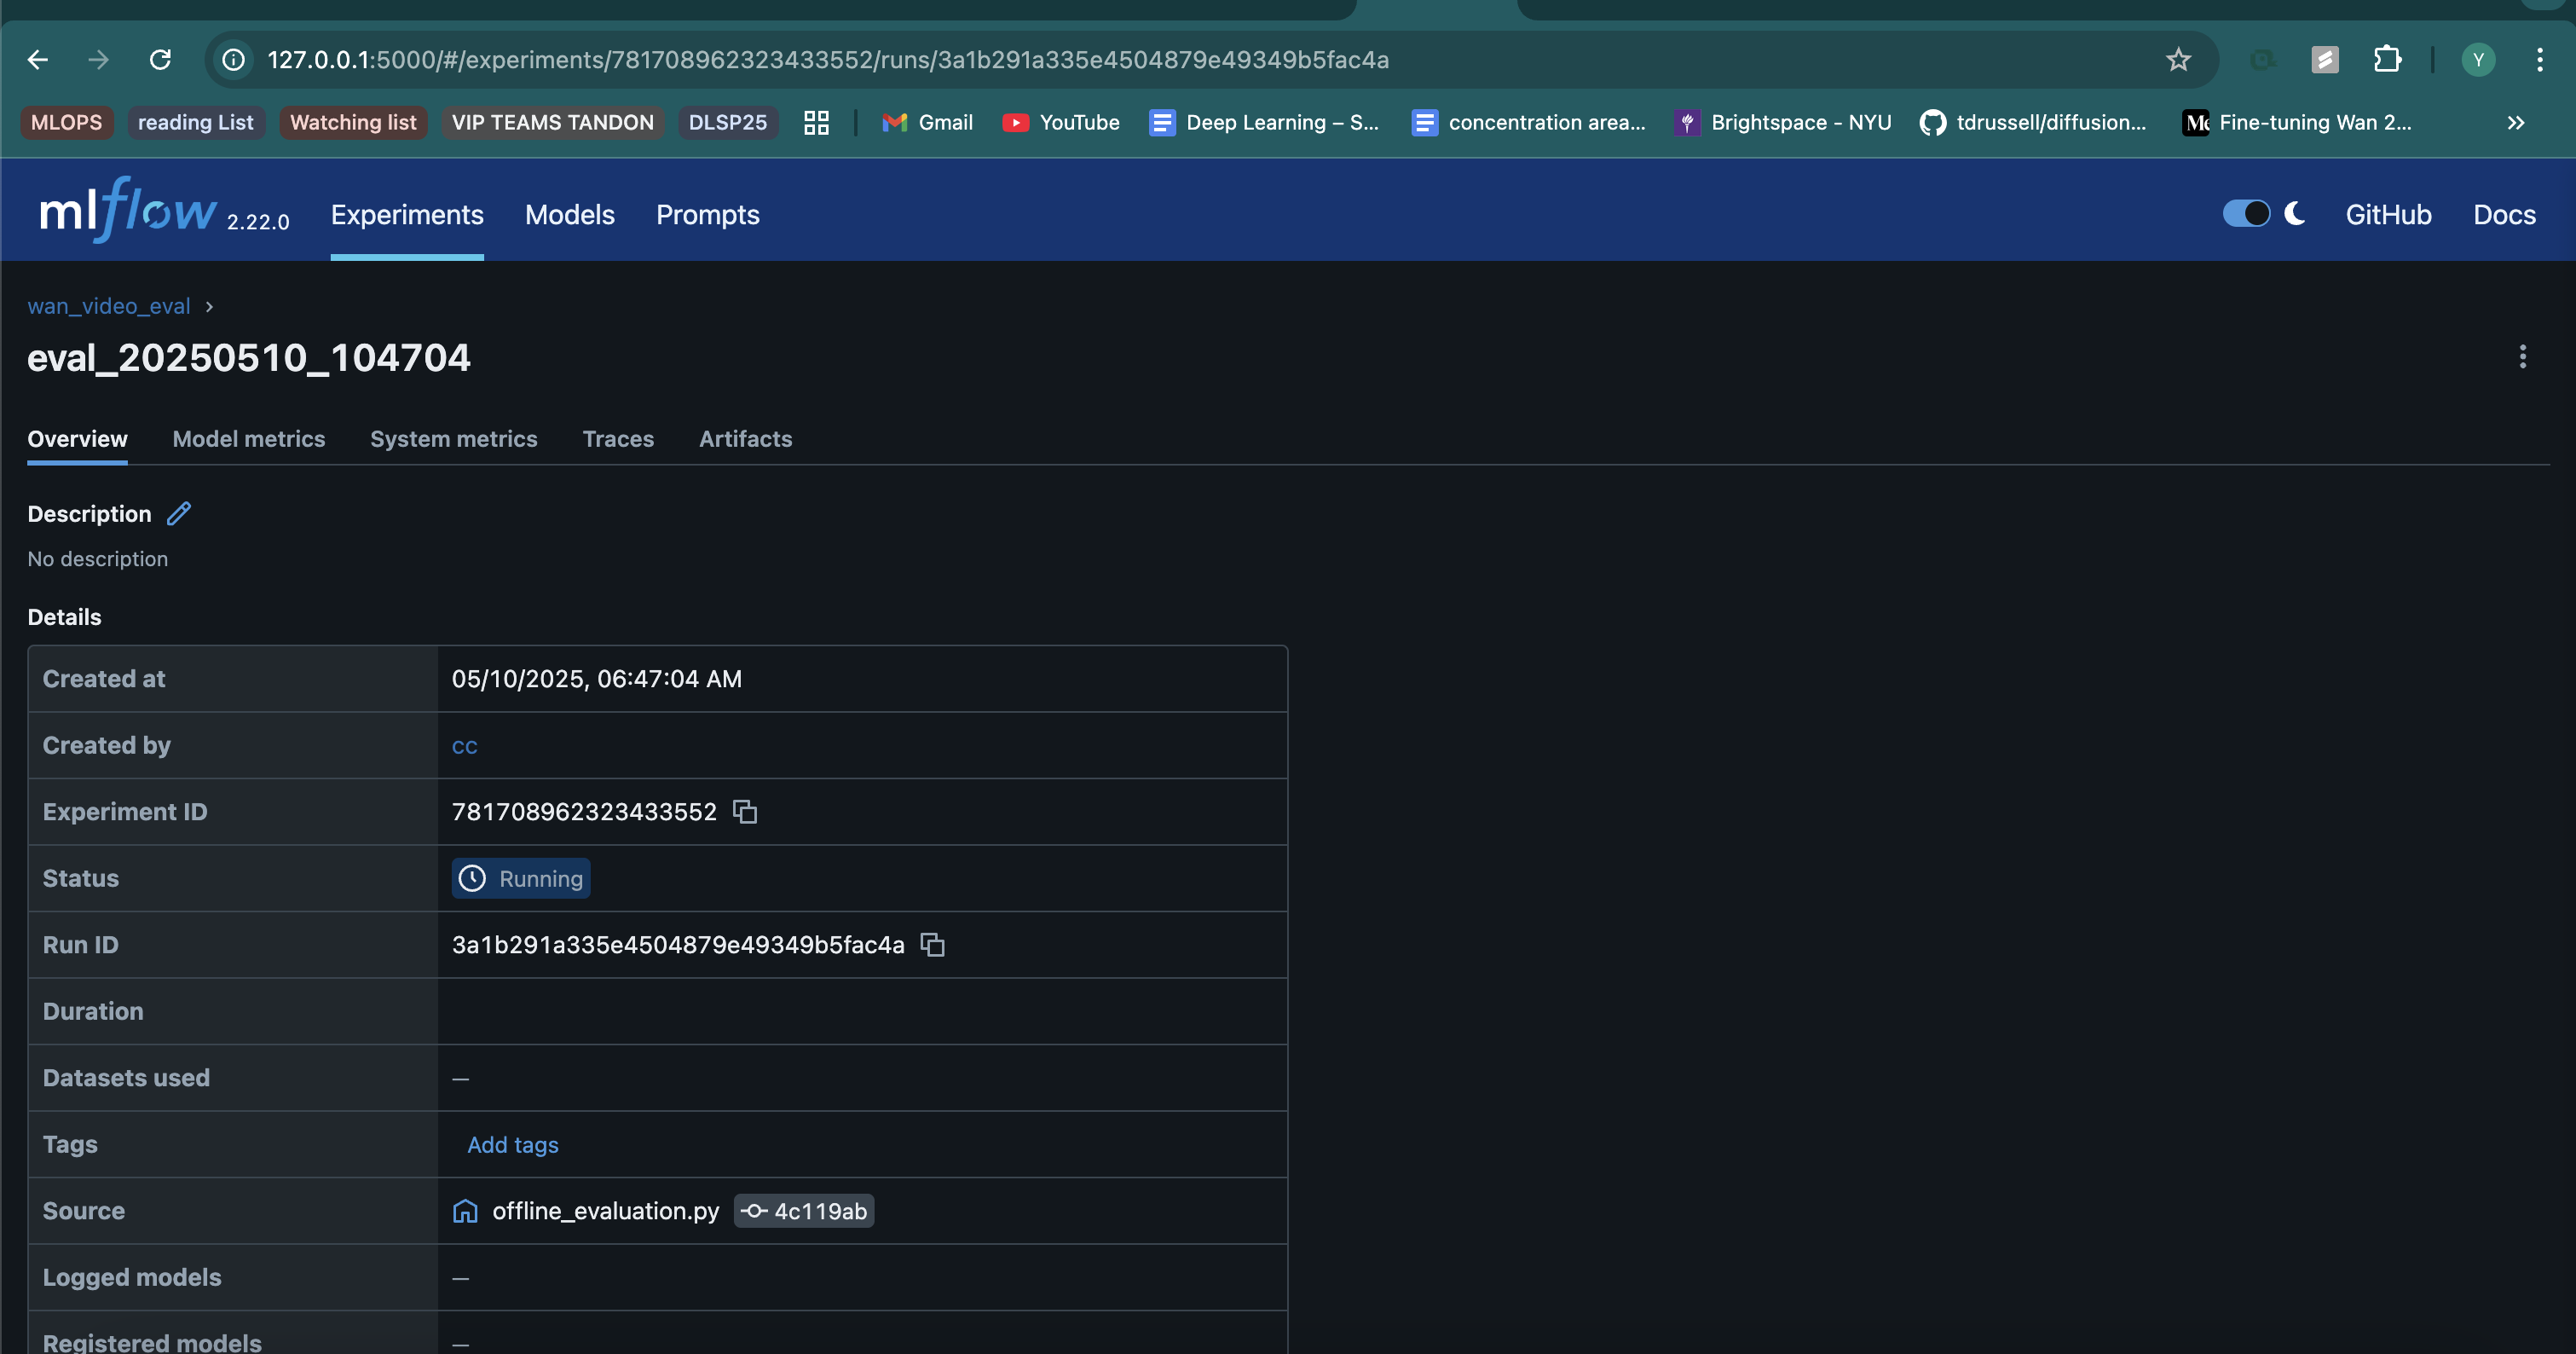 127.0.0.1:5000/#/experiments/781708962323433552/runs/3a1b291a335e4504879e49349b5fac4a
Y
MLOPS reading List Watching list VIP TEAMS TANDON DLSP25 Gmail YouTube Deep Learning – S... concentration area... Brightspace - NYU tdrussell/diffusion... Fine-tuning Wan 2...
mlflow 2.22.0 Experiments Models Prompts GitHub Docs
wan_video_eval
eval_20250510_104704
Overview Model metrics System metrics Traces Artifacts
Description
No description
Details
Created at 05/10/2025, 06:47:04 AM
Created by cc
Experiment ID 781708962323433552
Status Running
Run ID 3a1b291a335e4504879e49349b5fac4a
Duration
Datasets used —
Tags Add tags
Source offline_evaluation.py 4c119ab
Logged models —
Registered models —